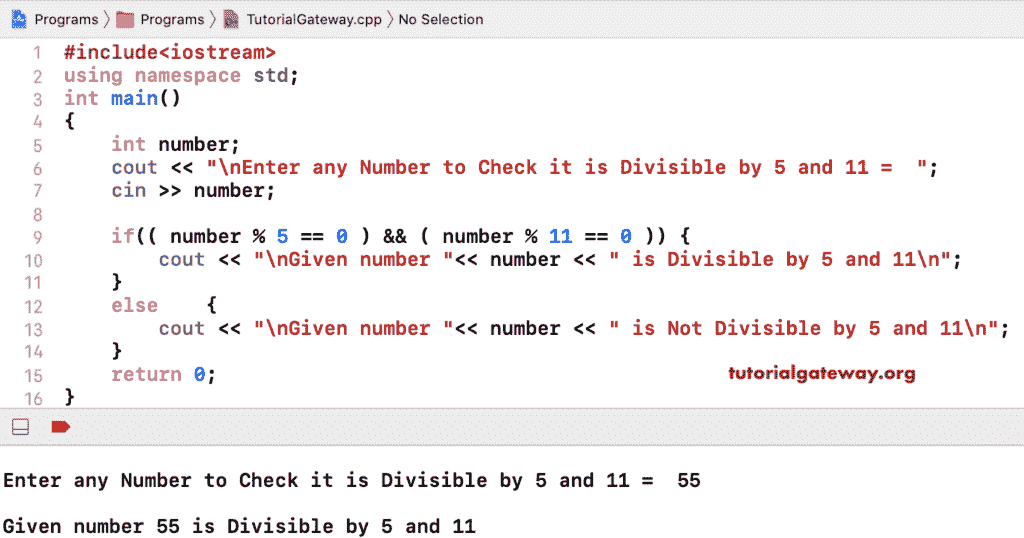 Programs > Programs > TutorialGateway.cpp > No Selection
1 #include<iostream>
2 using namespace std;
3 int main()
4 {
5     int number;
6     cout << "\nEnter any Number to Check it is Divisible by 5 and 11 =  ";
7     cin >> number;
8
9     if(( number % 5 == 0 ) && ( number % 11 == 0 )) {
10         cout << "\nGiven number "<< number << " is Divisible by 5 and 11\n";
11     }
12     else    {
13         cout << "\nGiven number "<< number << " is Not Divisible by 5 and 11\n";
14     }
15     return 0;
tutorialgateway.org
16 }
Enter any Number to Check it is Divisible by 5 and 11 =  55
Given number 55 is Divisible by 5 and 11